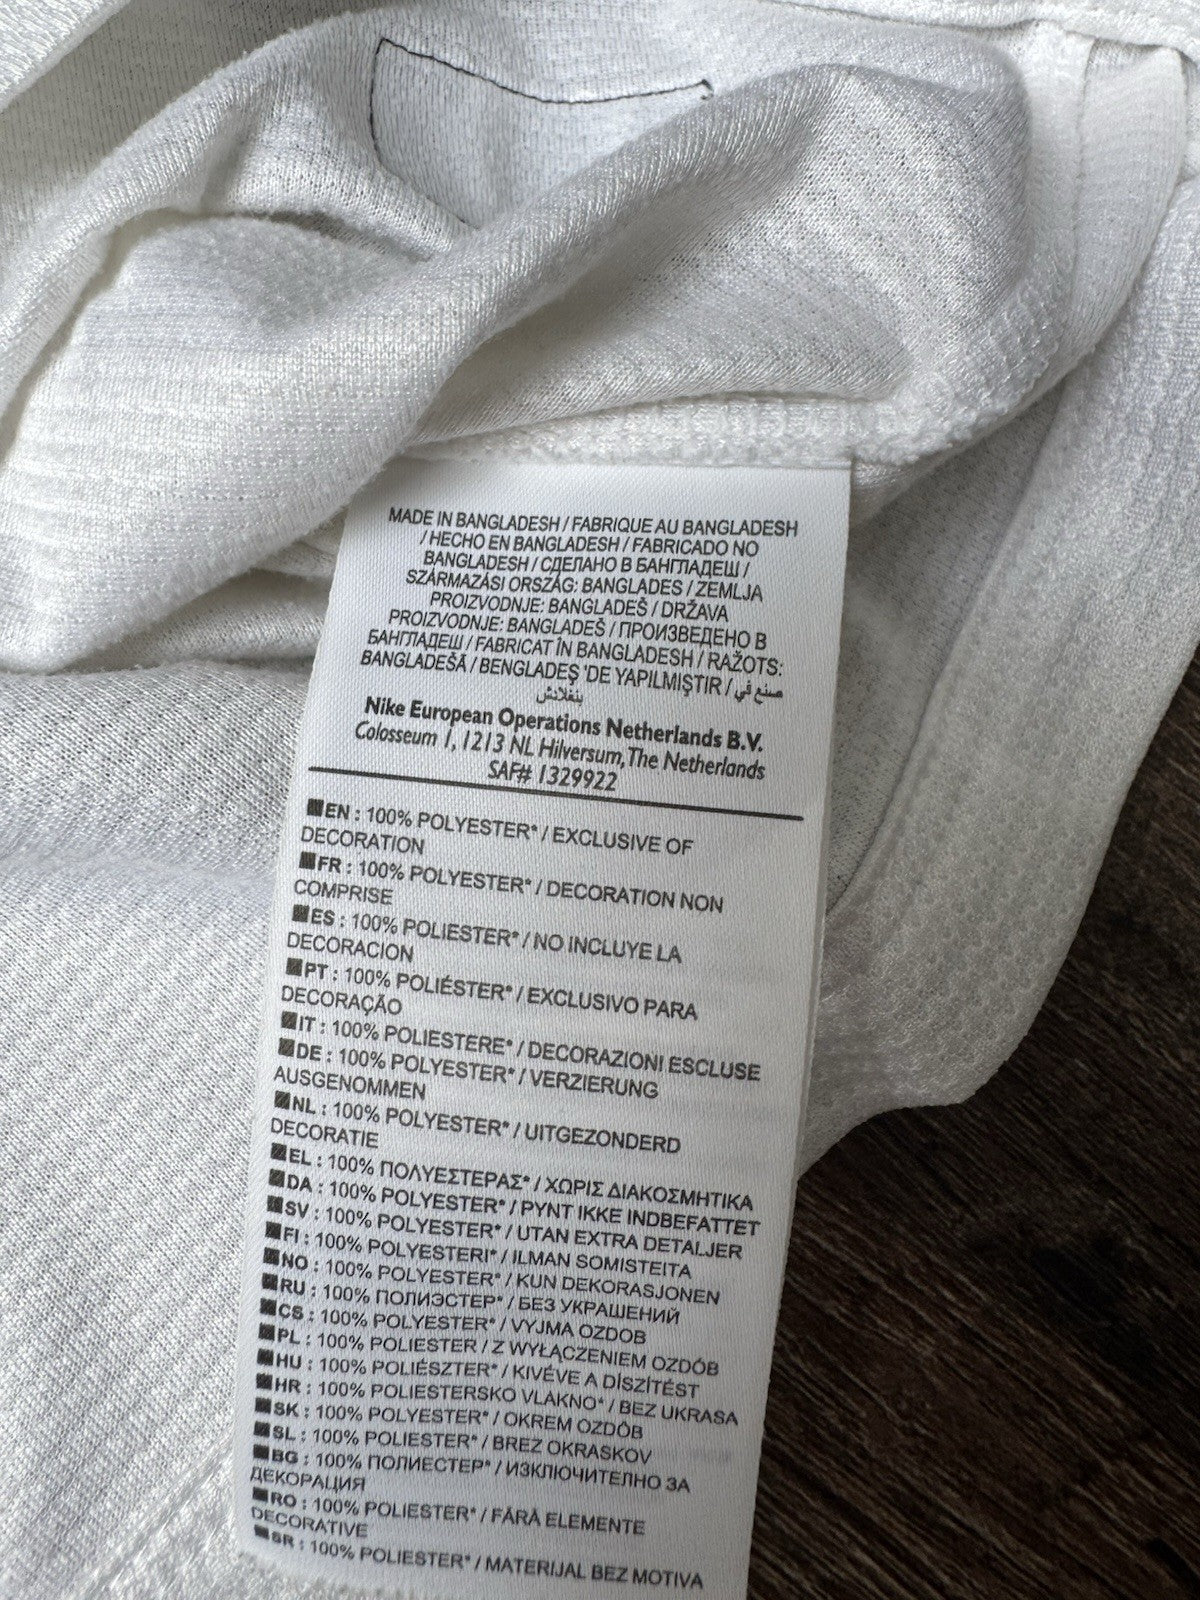 MADE IN BANGLADESH / FABRIQUE AU BANGLADESH
/ HECHO EN BANGLADESH / FABRICADO NO
BANGLADESH / СДЕЛАНО В БАНГЛАДЕШ /
SZÁRMAZÁSI ORSZÁG: BANGLADES / ZEMLJA
PROIZVODNJE: BANGLADEŠ / DRŽAVA
PROIZVODNJE: BANGLADEŠ / ПРОИЗВЕДЕНО В
БАНГЛАДЕШ / FABRICAT ÎN BANGLADESH / RAŽOTS:
BANGLADEŠĀ / BENGLADEŞ 'DE YAPILMIŞTIR / صنع في
بنغلادش
Nike European Operations Netherlands B.V.
Colosseum 1, 1213 NL Hilversum, The Netherlands
SAF# 1329922
EN : 100% POLYESTER* / EXCLUSIVE OF
DECORATION
FR : 100% POLYESTER* / DECORATION NON
COMPRISE
ES : 100% POLIESTER* / NO INCLUYE LA
DECORACION
PT : 100% POLIÉSTER* / EXCLUSIVO PARA
DECORAÇÃO
IT : 100% POLIESTERE* / DECORAZIONI ESCLUSE
DE : 100% POLYESTER* / VERZIERUNG
AUSGENOMMEN
NL : 100% POLYESTER* / UITGEZONDERD
DECORATIE
EL : 100% ΠΟΛΥΕΣΤΕΡΑΣ* / ΧΩΡΙΣ ΔΙΑΚΟΣΜΗΤΙΚΑ
DA : 100% POLYESTER* / PYNT IKKE INDBEFATTET
SV : 100% POLYESTER* / UTAN EXTRA DETALJER
FI : 100% POLYESTERI* / ILMAN SOMISTEITA
NO : 100% POLYESTER* / KUN DEKORASJONEN
RU : 100% ПОЛИЭСТЕР* / БЕЗ УКРАШЕНИЙ
CS : 100% POLYESTER* / VYJMA OZDOB
PL : 100% POLIESTER / Z WYŁĄCZENIEM OZDÓB
HU : 100% POLIÉSZTER* / KIVÉVE A DÍSZÍTÉST
HR : 100% POLIESTERSKO VLAKNO* / BEZ UKRASA
SK : 100% POLYESTER* / OKREM OZDÔB
SL : 100% POLIESTER* / BREZ OKRASKOV
BG : 100% ПОЛИЕСТЕР* / ИЗКЛЮЧИТЕЛНО ЗА
ДЕКОРАЦИЯ
RO : 100% POLIESTER* / FĂRĂ ELEMENTE
DECORATIVE
SR : 100% POLIESTER* / MATERIJAL BEZ MOTIVA